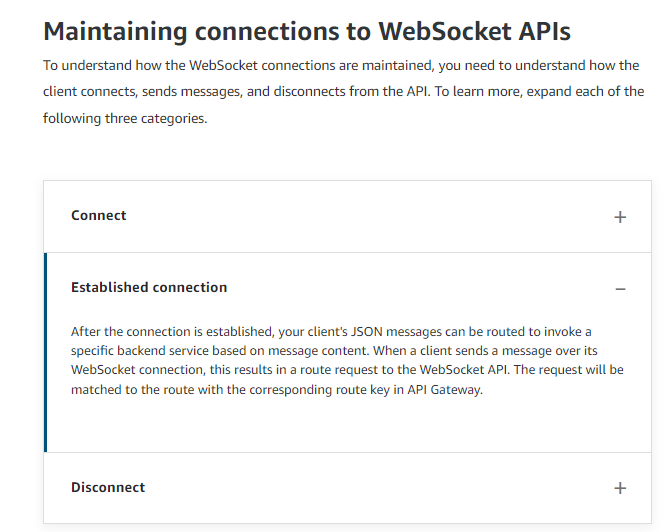 Maintaining connections to WebSocket APIs
To understand how the WebSocket connections are maintained, you need to understand how the
client connects, sends messages, and disconnects from the API. To learn more, expand each of the
following three categories.
Connect
Established connection
After the connection is established, your client's JSON messages can be routed to invoke a
specific backend service based on message content. When a client sends a message over its
WebSocket connection, this results in a route request to the WebSocket API. The request will be
matched to the route with the corresponding route key in API Gateway.
Disconnect